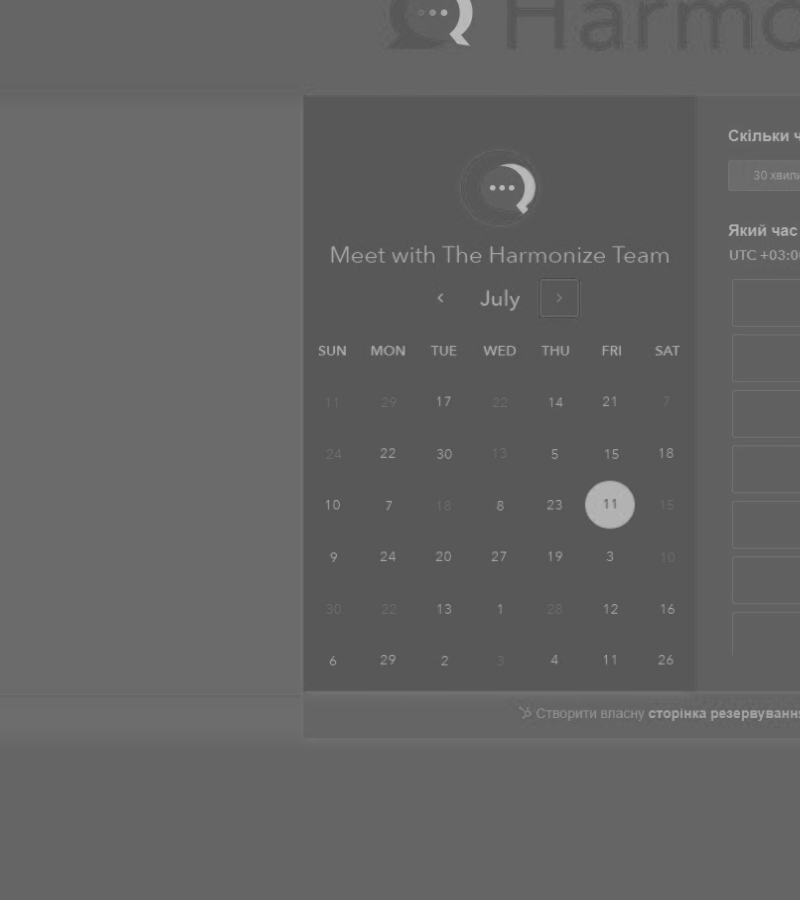 Harmo
Meet with The Harmonize Team
July
SUN MON TUE WED THU FRI SAT
11 29 17 22 14 21 7
24 22 30 13 5 15 18
10 7 18 8 23 11 15
9 24 20 27 19 3 10
30 22 13 1 28 12 16
6 29 2 3 4 11 26
Скільки ч
30 хвили
Який час
UTC +03:0
Створити власну сторінка резервуванн